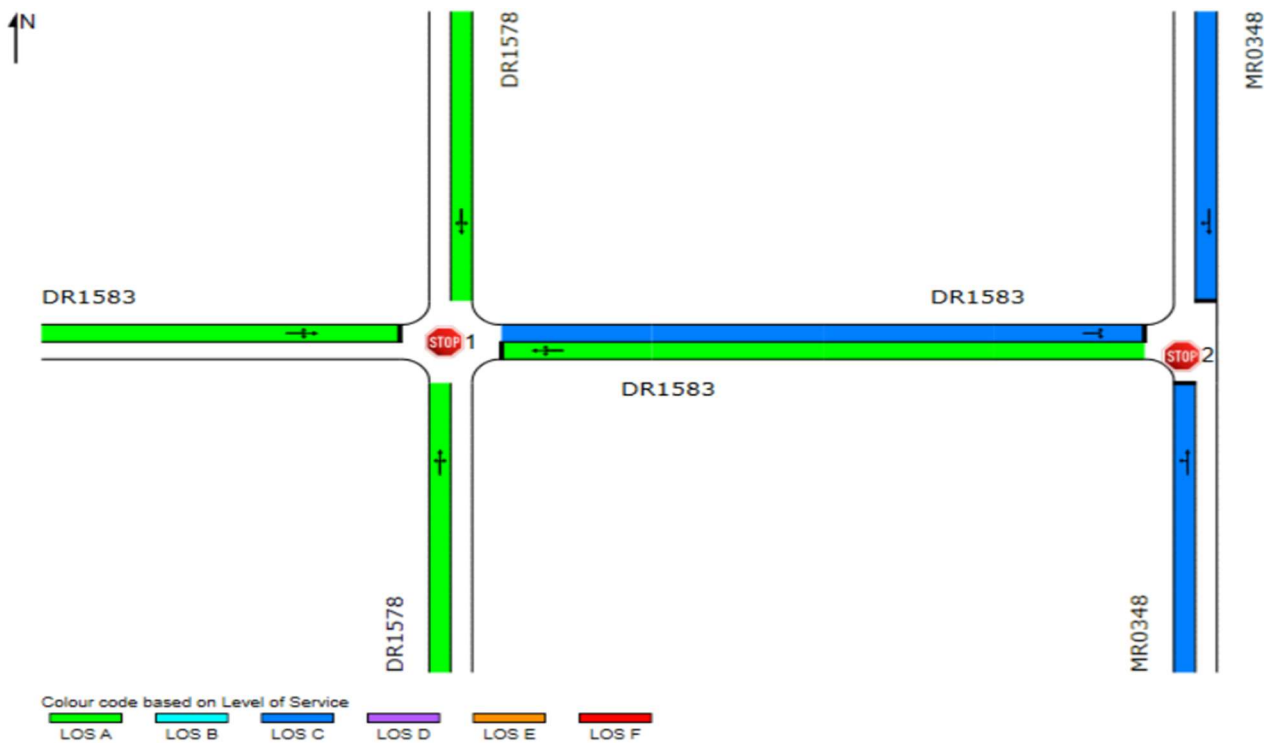 N
DR1578
MR0348
DR1583
DR1583
STOP 1
STOP 2
DR1583
DR1578
MR0348
Colour code based on Level of Service
LOS A LOS B LOS C LOS D LOS E LOS F